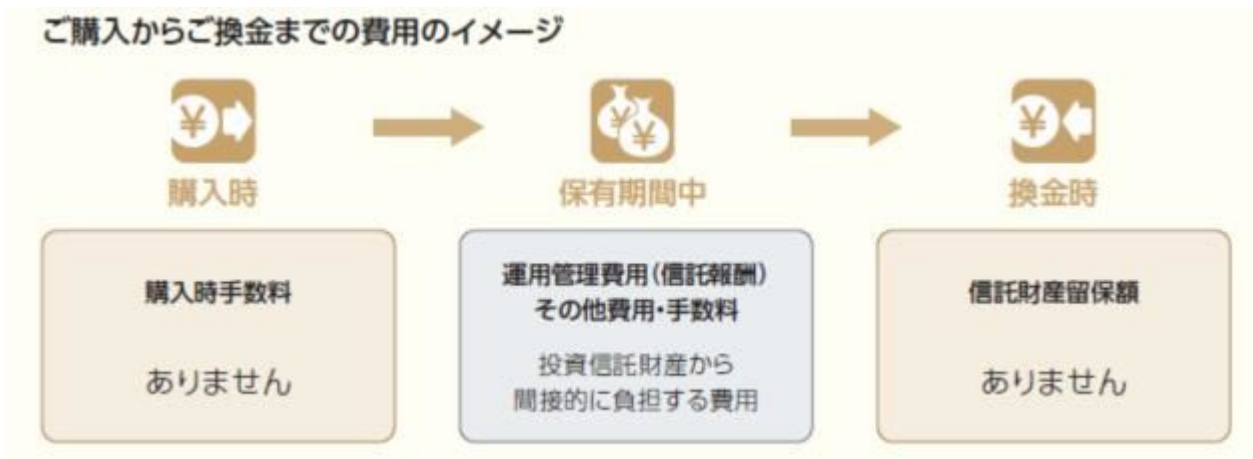 ご購入からご換金までの費用のイメージ
¥
¥
¥
¥
購入時
保有期間中
換金時
購入時手数料
ありません
運用管理費用(信託報酬)
その他費用・手数料
投資信託財産から
間接的に負担する費用
信託財産留保額
ありません